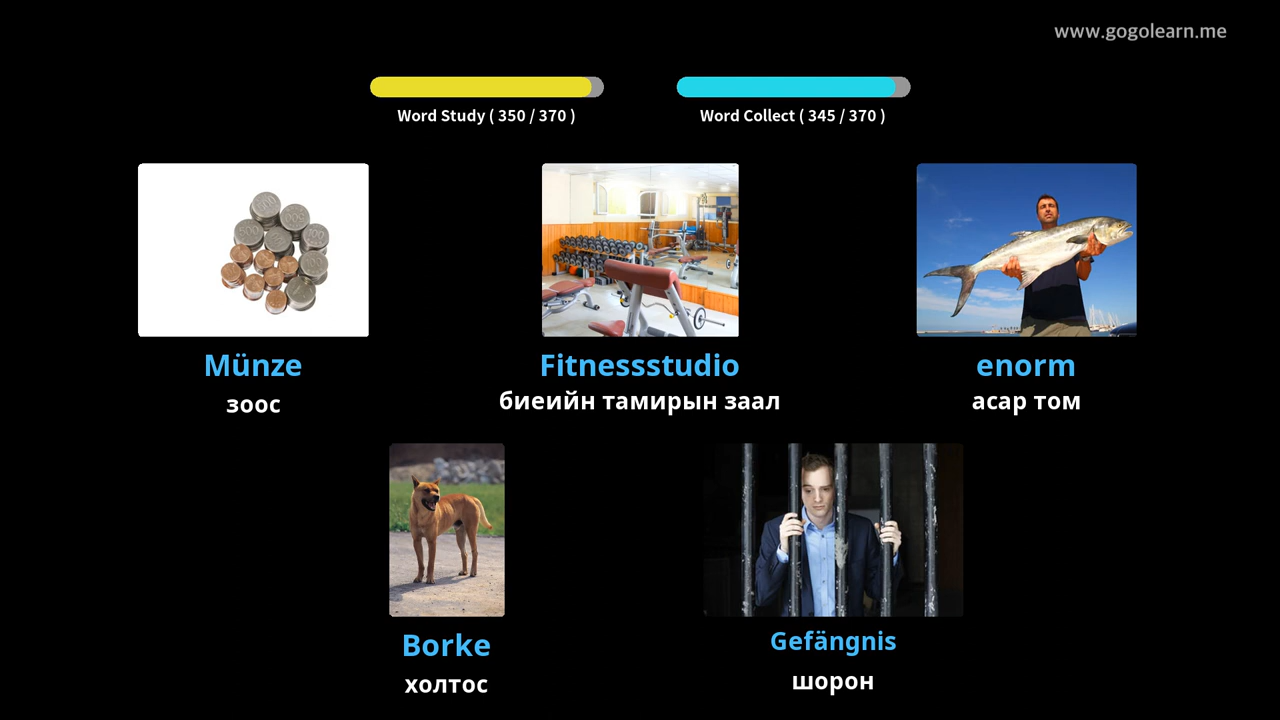 www.gogolearn.me
Word Study ( 350 / 370 )
Word Collect ( 345 / 370 )
Münze
зоос
Fitnessstudio
биеийн тамирын заал
enorm
асар том
Borke
холтос
Gefängnis
шорон